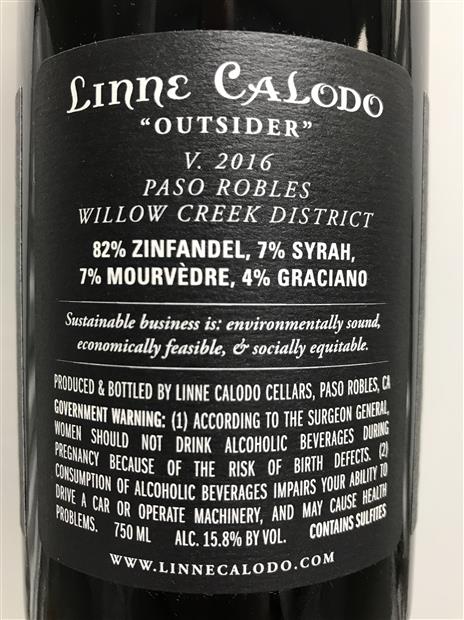 LINNE CALODO
"OUTSIDER"
V. 2016
PASO ROBLES
WILLOW CREEK DISTRICT
82% ZINFANDEL, 7% SYRAH,
7% MOURVÈDRE, 4% GRACIANO
Sustainable business is: environmentally sound,
economically feasible, & socially equitable.
PRODUCED & BOTTLED BY LINNE CALODO CELLARS, PASO ROBLES, CA
GOVERNMENT WARNING: (1) ACCORDING TO THE SURGEON GENERAL,
WOMEN SHOULD NOT DRINK ALCOHOLIC BEVERAGES DURING
PREGNANCY BECAUSE OF THE RISK OF BIRTH DEFECTS. (2)
CONSUMPTION OF ALCOHOLIC BEVERAGES IMPAIRS YOUR ABILITY TO
DRIVE A CAR OR OPERATE MACHINERY, AND MAY CAUSE HEALTH
PROBLEMS. 750 ML ALC. 15.8% BY VOL. CONTAINS SULFITES
WWW.LINNECALODO.COM